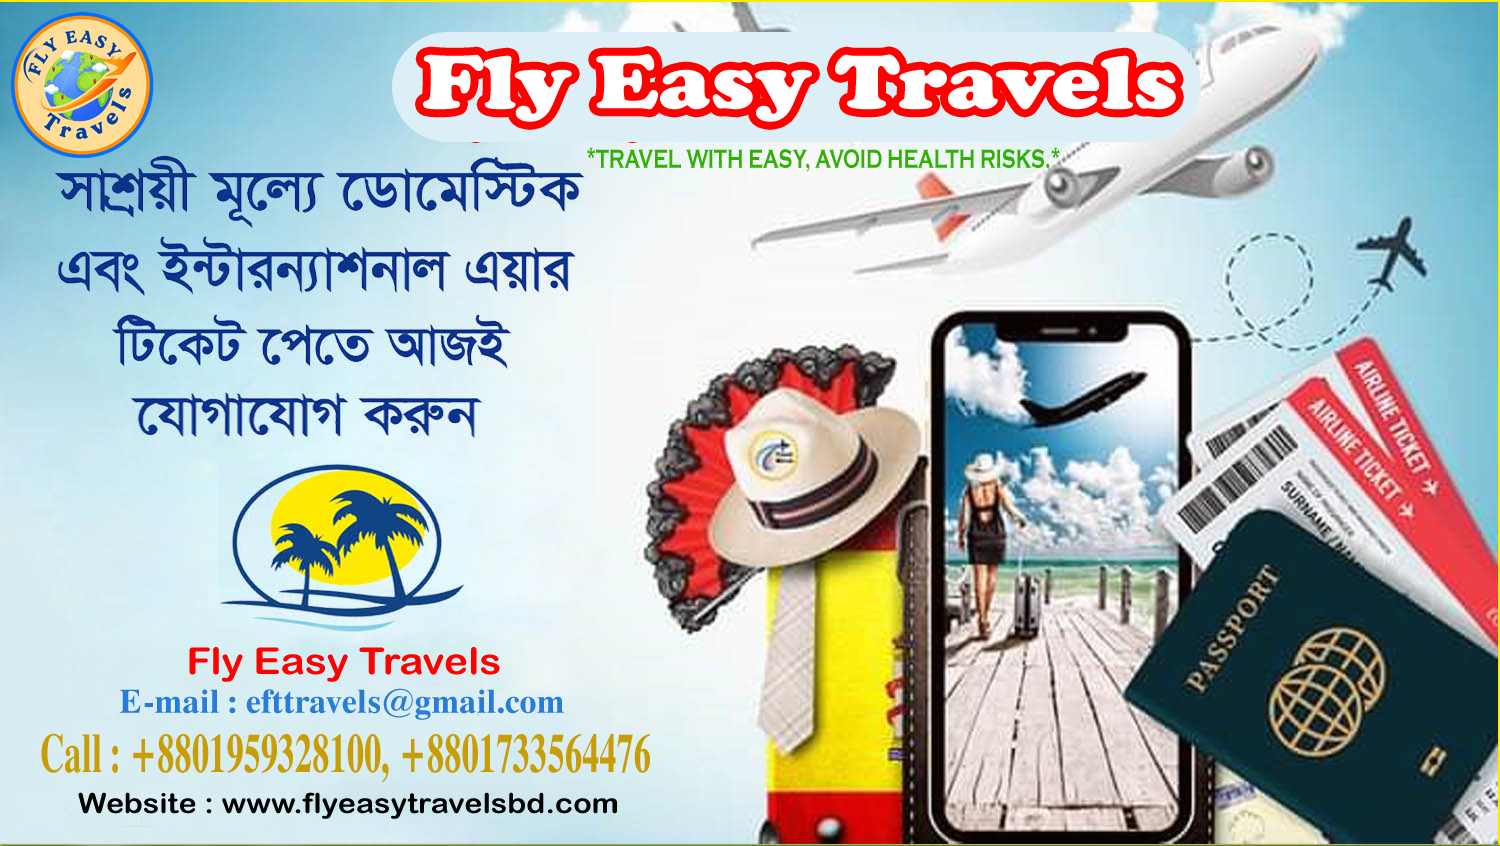 FLY EASY
Travels
Fly Easy Travels
*TRAVEL WITH EASY, AVOID HEALTH RISKS.*
সাশ্রয়ী মূল্যে ডোমেস্টিক
এবং ইন্টারন্যাশনাল এয়ার
টিকেট পেতে আজই
যোগাযোগ করুন
Fly Easy Travels
E-mail : efttravels@gmail.com
Call : +8801959328100, +8801733564476
Website : www.flyeasytravelsbd.com
AIRLINE TICKET
AIRLINE TICKET
SURNAME
PASSPORT